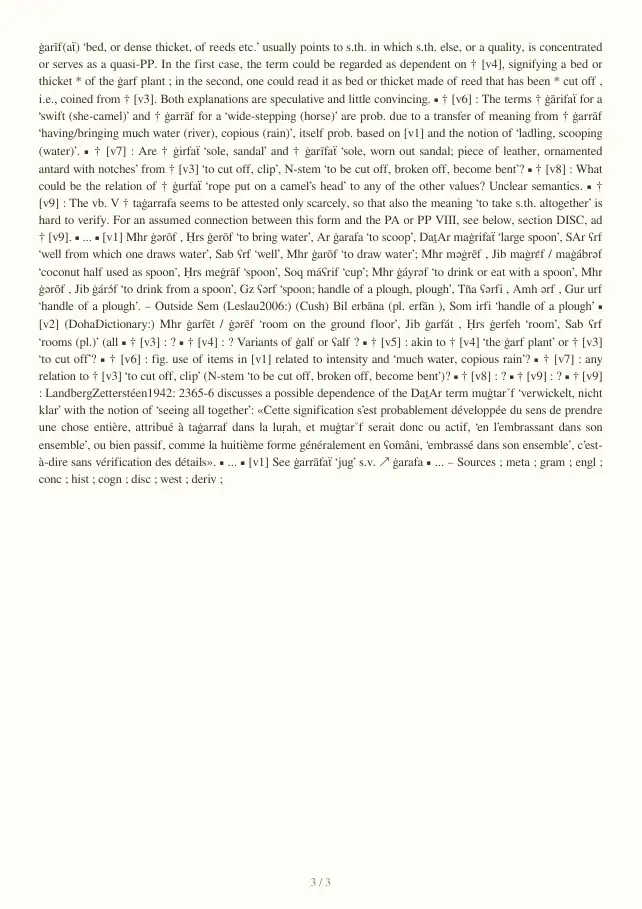 ġarīf(aẗ) ‘bed, or dense thicket, of reeds etc.’ usually points to s.th. in which s.th. else, or a quality, is concentrated
or serves as a quasi-PP. In the first case, the term could be regarded as dependent on † [v4], signifying a bed or
thicket * of the ġarf plant ; in the second, one could read it as bed or thicket made of reed that has been * cut off ,
i.e., coined from † [v3]. Both explanations are speculative and little convincing. ▪ † [v6] : The terms † ġārifaẗ for a
‘swift (she-camel)’ and † ġarrāf for a ‘wide-stepping (horse)’ are prob. due to a transfer of meaning from † ġarrāf
‘having/bringing much water (river), copious (rain)’, itself prob. based on [v1] and the notion of ‘ladling, scooping
(water)’. ▪ † [v7] : Are † ġirfaẗ ‘sole, sandal’ and † ġarīfaẗ ‘sole, worn out sandal; piece of leather, ornamented
antard with notches’ from † [v3] ‘to cut off, clip’, N-stem ‘to be cut off, broken off, become bent’? ▪ † [v8] : What
could be the relation of † ġurfaẗ ‘rope put on a camel’s head’ to any of the other values? Unclear semantics. ▪ †
[v9] : The vb. V † taġarrafa seems to be attested only scarcely, so that also the meaning ‘to take s.th. altogether’ is
hard to verify. For an assumed connection between this form and the PA or PP VIII, see below, section DISC, ad
† [v9]. ▪ ... ▪ [v1] Mhr ġərōf , Ḥrs ġerōf ‘to bring water’, Ar ġarafa ‘to scoop’, DaṯAr maġrifaẗ ‘large spoon’, SAr ʕrf
‘well from which one draws water’, Sab ʕrf ‘well’, Mhr ġarōf ‘to draw water’; Mhr məġrēf , Jib maġrɛ́f / maġábrəf
‘coconut half used as spoon’, Ḥrs meġrāf ‘spoon’, Soq máʕrif ‘cup’; Mhr ġáyrəf ‘to drink or eat with a spoon’, Mhr
ġərōf , Jib ġárɔ́f ‘to drink from a spoon’, Gz ʕərf ‘spoon; handle of a plough, plough’, Tña ʕərfi , Amh ərf , Gur urf
‘handle of a plough’. – Outside Sem (Leslau2006:) (Cush) Bil erbāna (pl. erfān ), Som irfi ‘handle of a plough’ ▪
[v2] (DohaDictionary:) Mhr ġarfēt / ġərēf ‘room on the ground floor’, Jib ġarfát , Ḥrs ġerfeh ‘room’, Sab ʕrf
‘rooms (pl.)’ (all ▪ † [v3] : ? ▪ † [v4] : ? Variants of ġalf or ʕalf ? ▪ † [v5] : akin to † [v4] ‘the ġarf plant’ or † [v3]
‘to cut off’? ▪ † [v6] : fig. use of items in [v1] related to intensity and ‘much water, copious rain’? ▪ † [v7] : any
relation to † [v3] ‘to cut off, clip’ (N-stem ‘to be cut off, broken off, become bent’)? ▪ † [v8] : ? ▪ † [v9] : ? ▪ † [v9]
: LandbergZetterstéen1942: 2365-6 discusses a possible dependence of the DaṯAr term muġtar˅f ‘verwickelt, nicht
klar’ with the notion of ‘seeing all together’: «Cette signification s’est probablement développée du sens de prendre
une chose entière, attribué à taġarraf dans la luɽah, et muġtar˅f serait donc ou actif, ‘en l’embrassant dans son
ensemble’, ou bien passif, comme la huitième forme généralement en ʕomâni, ‘embrassé dans son ensemble’, c’est-
à-dire sans vérification des détails». ▪ ... ▪ [v1] See ġarrāfaẗ ‘jug’ s.v. ↗ ġarafa ▪ ... – Sources ; meta ; gram ; engl ;
conc ; hist ; cogn ; disc ; west ; deriv ;
3 / 3